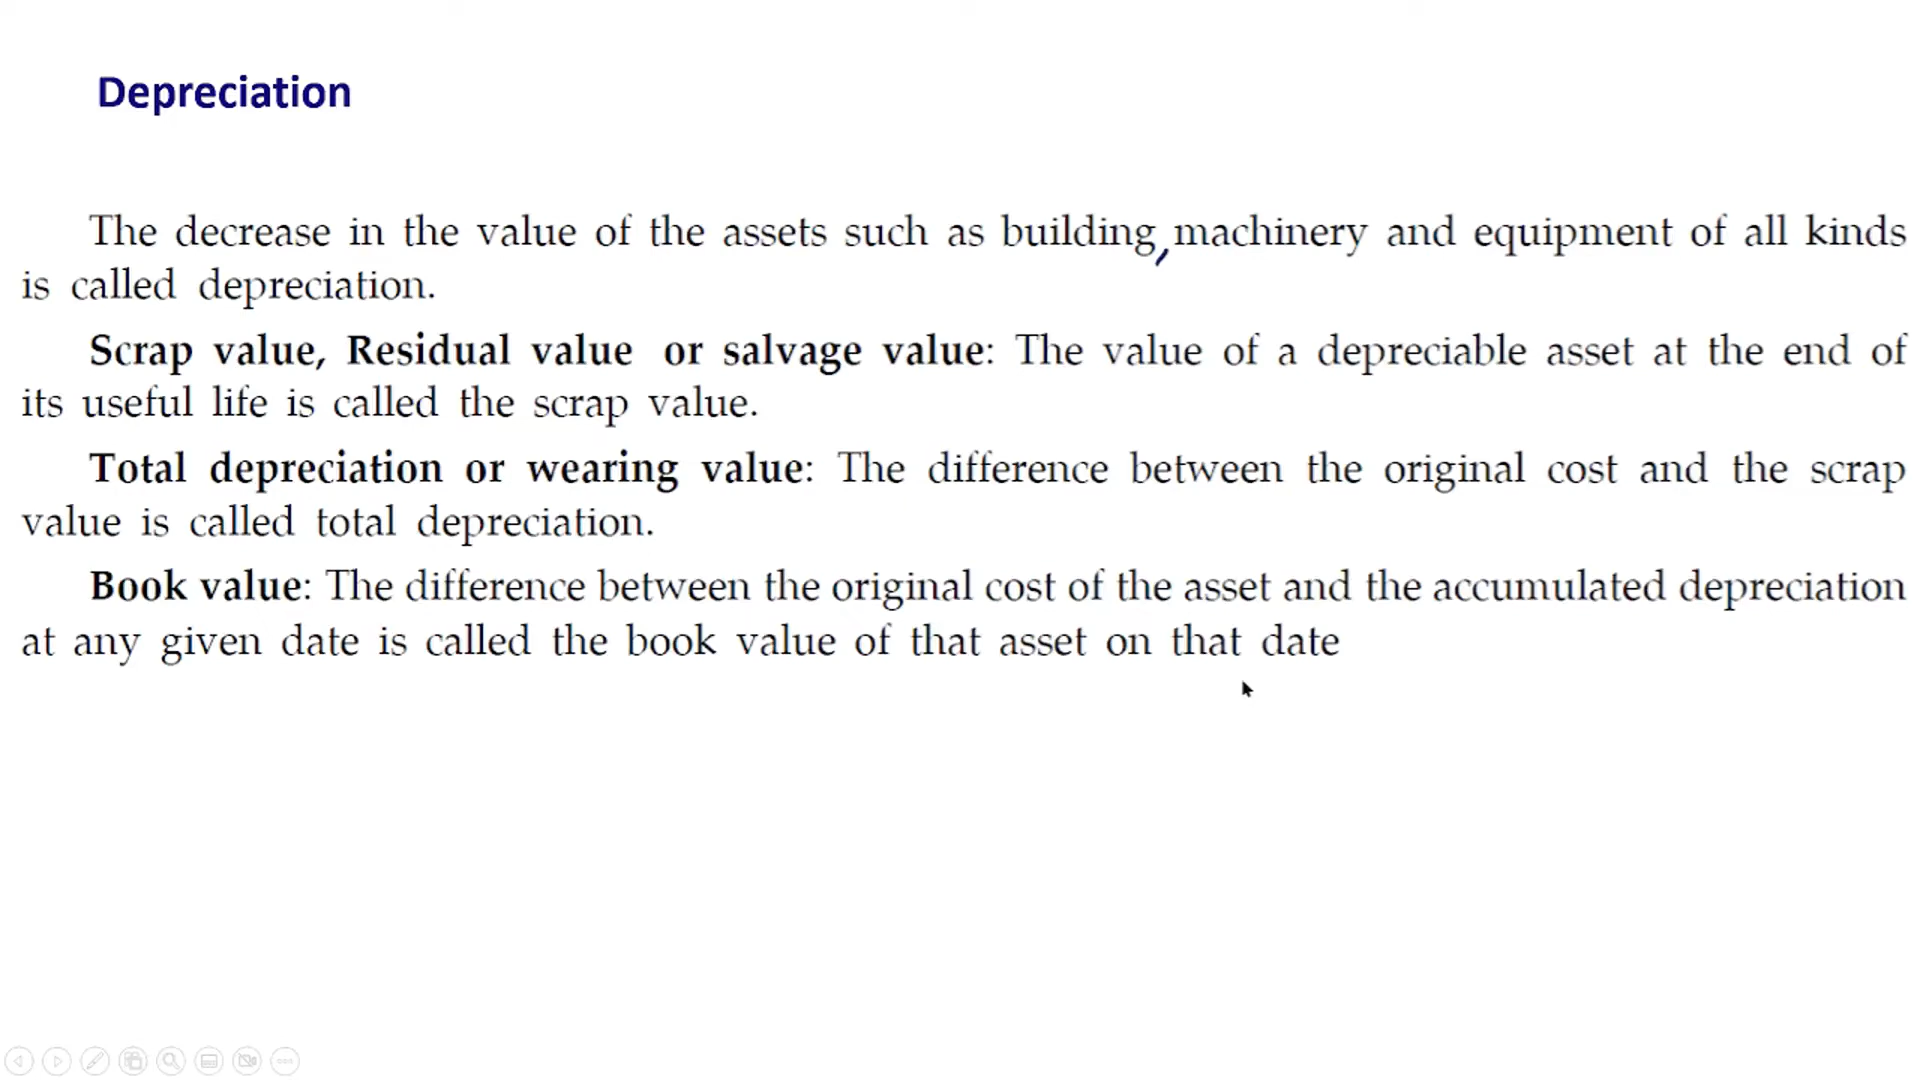 Depreciation
The decrease in the value of the assets such as building, machinery and equipment of all kinds
is called depreciation.
Scrap value, Residual value or salvage value: The value of a depreciable asset at the end of
its useful life is called the scrap value.
Total depreciation or wearing value: The difference between the original cost and the scrap
value is called total depreciation.
Book value: The difference between the original cost of the asset and the accumulated depreciation
at any given date is called the book value of that asset on that date